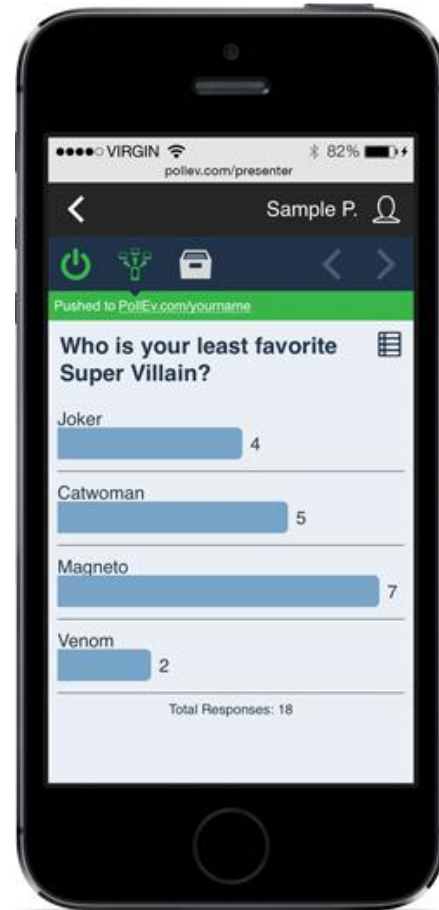 VIRGIN 82%
pollev.com/presenter
Sample P.
Pushed to PollEv.com/yourname
Who is your least favorite
Super Villain?
Joker
4
Catwoman
5
Magneto
7
Venom
2
Total Responses: 18